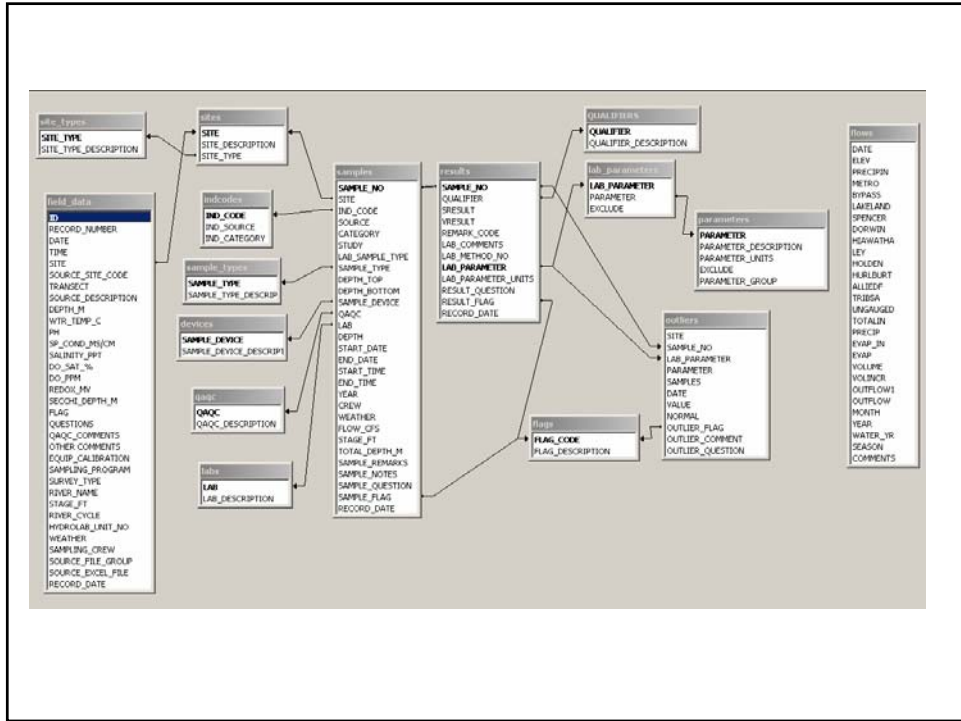 site_types
SITE_TYPE
SITE_TYPE_DESCRIPTION
sites
SITE
SITE_DESCRIPTION
SITE_TYPE
field_data
ID
RECORD_NUMBER
DATE
TIME
SITE
SOURCE_SITE_CODE
TRANSECT
SOURCE_DESCRIPTION
DEPTH_M
WTR_TEMP_C
PH
SP_COND_MS/CM
SALINITY_PPT
DO_SAT_%
DO_PPM
REDOX_MV
SECCHI_DEPTH_M
FLAG
QUESTIONS
QAQC_COMMENTS
OTHER COMMENTS
EQUIP_CALIBRATION
SAMPLING_PROGRAM
SURVEY_TYPE
RIVER_NAME
STAGE_FT
RIVER_CYCLE
HYDROLAB_UNIT_NO
WEATHER
SAMPLING_CREW
SOURCE_FILE_GROUP
SOURCE_EXCEL_FILE
RECORD_DATE
indcodes
IND_CODE
IND_SOURCE
IND_CATEGORY
sample_types
SAMPLE_TYPE
SAMPLE_TYPE_DESCRIP
devices
SAMPLE_DEVICE
SAMPLE_DEVICE_DESCRIPT
qaqc
QAQC
QAQC_DESCRIPTION
labs
LAB
LAB_DESCRIPTION
samples
SAMPLE_NO
SITE
IND_CODE
SOURCE
CATEGORY
STUDY
LAB_SAMPLE_TYPE
SAMPLE_TYPE
DEPTH_TOP
DEPTH_BOTTOM
SAMPLE_DEVICE
QAQC
LAB
DEPTH
START_DATE
END_DATE
START_TIME
END_TIME
YEAR
CREW
WEATHER
FLOW_CFS
STAGE_FT
TOTAL_DEPTH_M
SAMPLE_REMARKS
SAMPLE_NOTES
SAMPLE_QUESTION
SAMPLE_FLAG
RECORD_DATE
results
SAMPLE_NO
QUALIFIER
SRESULT
VRESULT
REMARK_CODE
LAB_COMMENTS
LAB_METHOD_NO
LAB_PARAMETER
LAB_PARAMETER_UNITS
RESULT_QUESTION
RESULT_FLAG
RECORD_DATE
QUALIFIERS
QUALIFIER
QUALIFIER_DESCRIPTION
lab_parameters
LAB_PARAMETER
PARAMETER
EXCLUDE
parameters
PARAMETER
PARAMETER_DESCRIPTION
PARAMETER_UNITS
EXCLUDE
PARAMETER_GROUP
outliers
SITE
SAMPLE_NO
LAB_PARAMETER
PARAMETER
SAMPLES
DATE
VALUE
NORMAL
OUTLIER_FLAG
OUTLIER_COMMENT
OUTLIER_QUESTION
flags
FLAG_CODE
FLAG_DESCRIPTION
flows
DATE
ELEV
PRECIPIN
METRO
BYPASS
LAKELAND
SPENCER
DORWIN
HIAWATHA
LEY
HOLDEN
HURLBURT
ALLIEDF
TRIBSA
UNGAUGED
TOTALIN
PRECIP
EVAP_IN
EVAP
VOLUME
VOLINCR
OUTFLOW1
OUTFLOW
MONTH
YEAR
WATER_YR
SEASON
COMMENTS